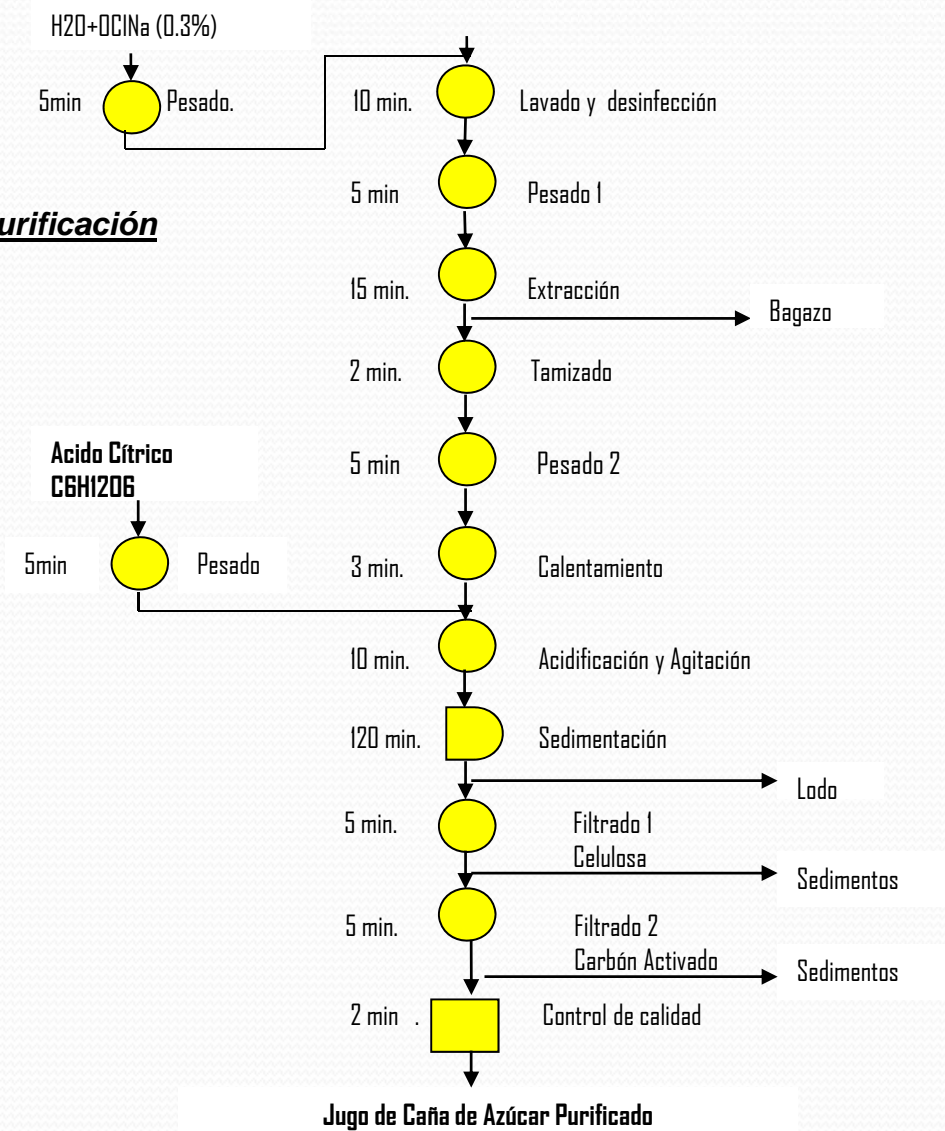 H2O+OClNa (0.3%)
5min Pesado.
10 min. Lavado y desinfección
5 min Pesado 1
urificación
15 min. Extracción
Bagazo
2 min. Tamizado
Acido Cítrico
C6H12O6
5 min Pesado 2
5min Pesado
3 min. Calentamiento
10 min. Acidificación y Agitación
120 min. Sedimentación
Lodo
5 min. Filtrado 1
Celulosa
Sedimentos
5 min. Filtrado 2
Carbón Activado
Sedimentos
2 min . Control de calidad
Jugo de Caña de Azúcar Purificado